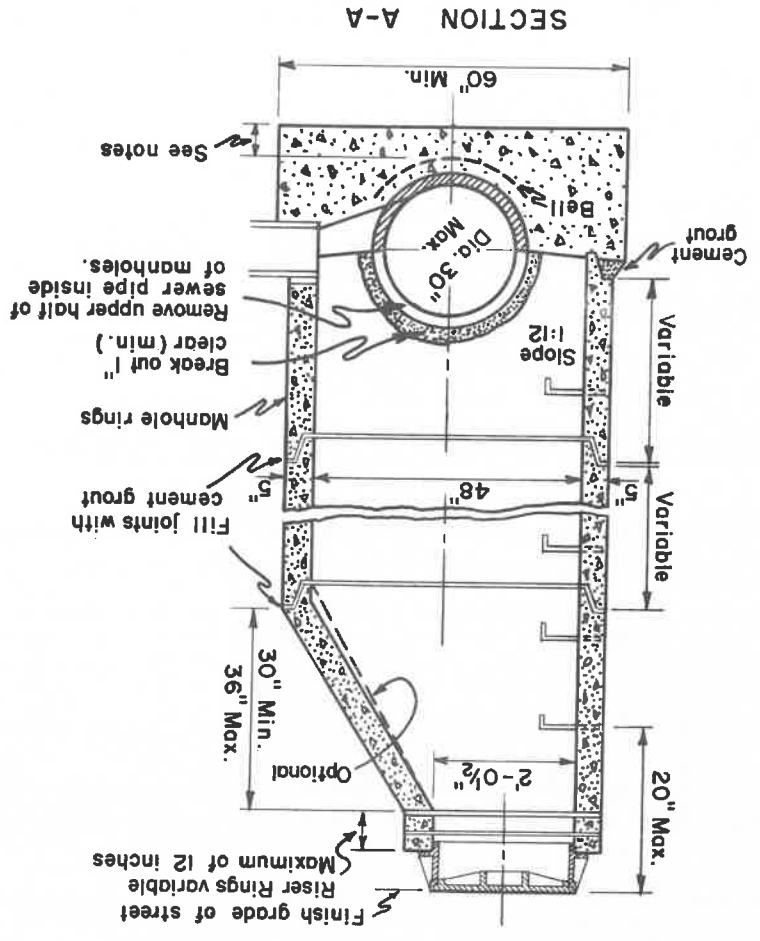 Finish grade of street
Riser Rings variable
Maximum of 12 inches
20" Max.
2'-0 1/2"
Optional
30" Min.
36" Max.
Fill joints with
cement grout
Variable
5"
48"
5"
Manhole rings
Variable
Break out 1"
clear (min.)
Slope
1:12
Remove upper half of
sewer pipe inside
of manholes.
Cement
grout
Dia. 30"
Max.
Bell
See notes
60" Min.
SECTION A-A